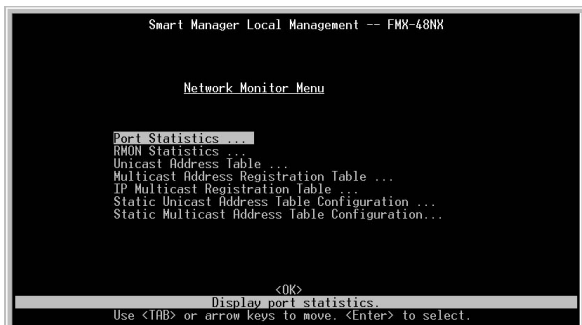 Smart Manager Local Management -- FMX-48NX
Network Monitor Menu
Port Statistics ...
RMON Statistics ...
Unicast Address Table ...
Multicast Address Registration Table ...
IP Multicast Registration Table ...
Static Unicast Address Table Configuration ...
Static Multicast Address Table Configuration...
<OK>
Display port statistics.
Use <TAB> or arrow keys to move. <Enter> to select.